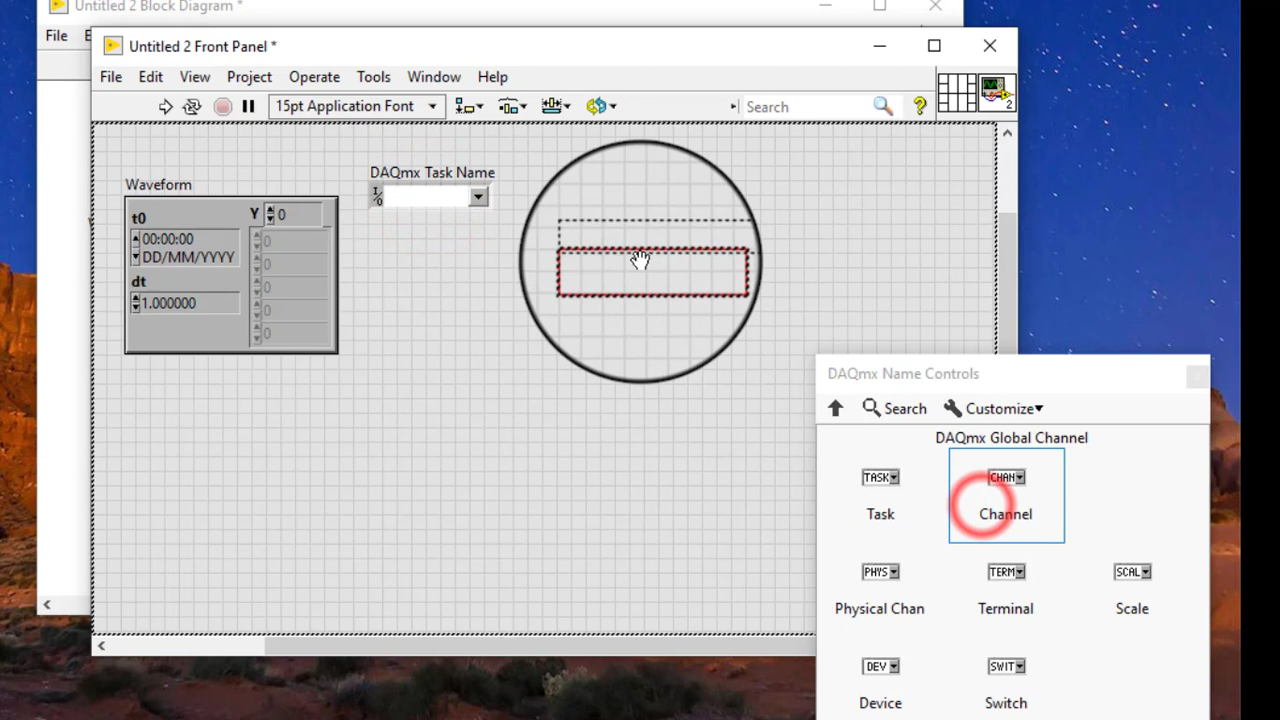 Untitled 2 Block Diagram *
File
Untitled 2 Front Panel *
File Edit View Project Operate Tools Window Help
15pt Application Font
Search
?
2
Waveform
t0
00:00:00
DD/MM/YYYY
dt
1.000000
Y
0
0
0
0
0
0
DAQmx Task Name
I/O
DAQmx Name Controls
Search Customize
DAQmx Global Channel
TASK
Task
CHAN
Channel
PHYS
Physical Chan
TERM
Terminal
SCAL
Scale
DEV
Device
SWIT
Switch